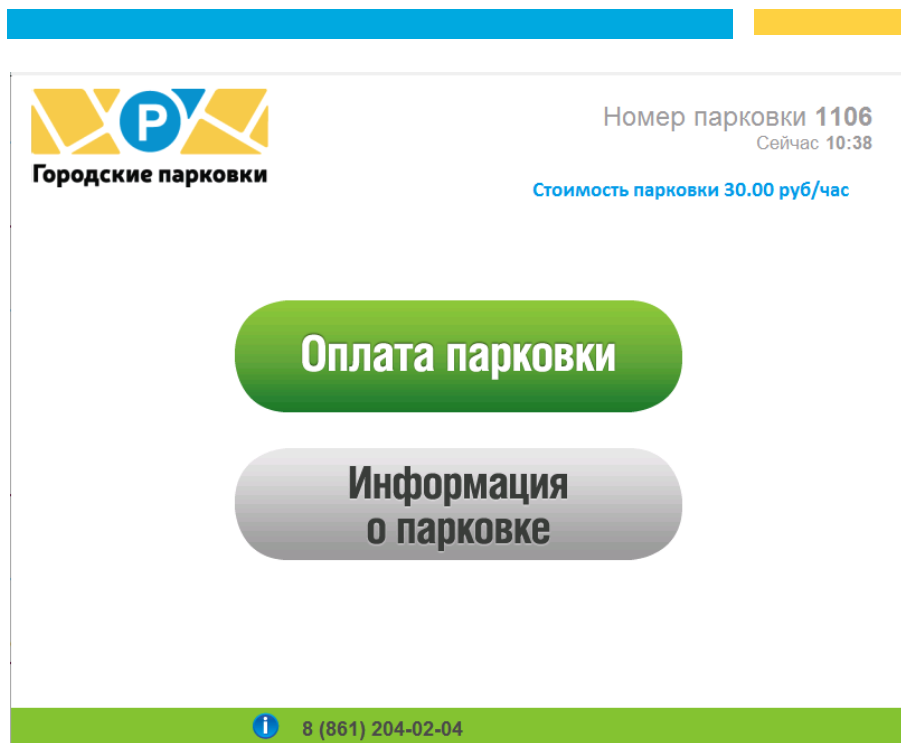 P
Городские парковки
Номер парковки 1106
Сейчас 10:38
Стоимость парковки 30.00 руб/час
Оплата парковки
Информация
о парковке
i 8 (861) 204-02-04